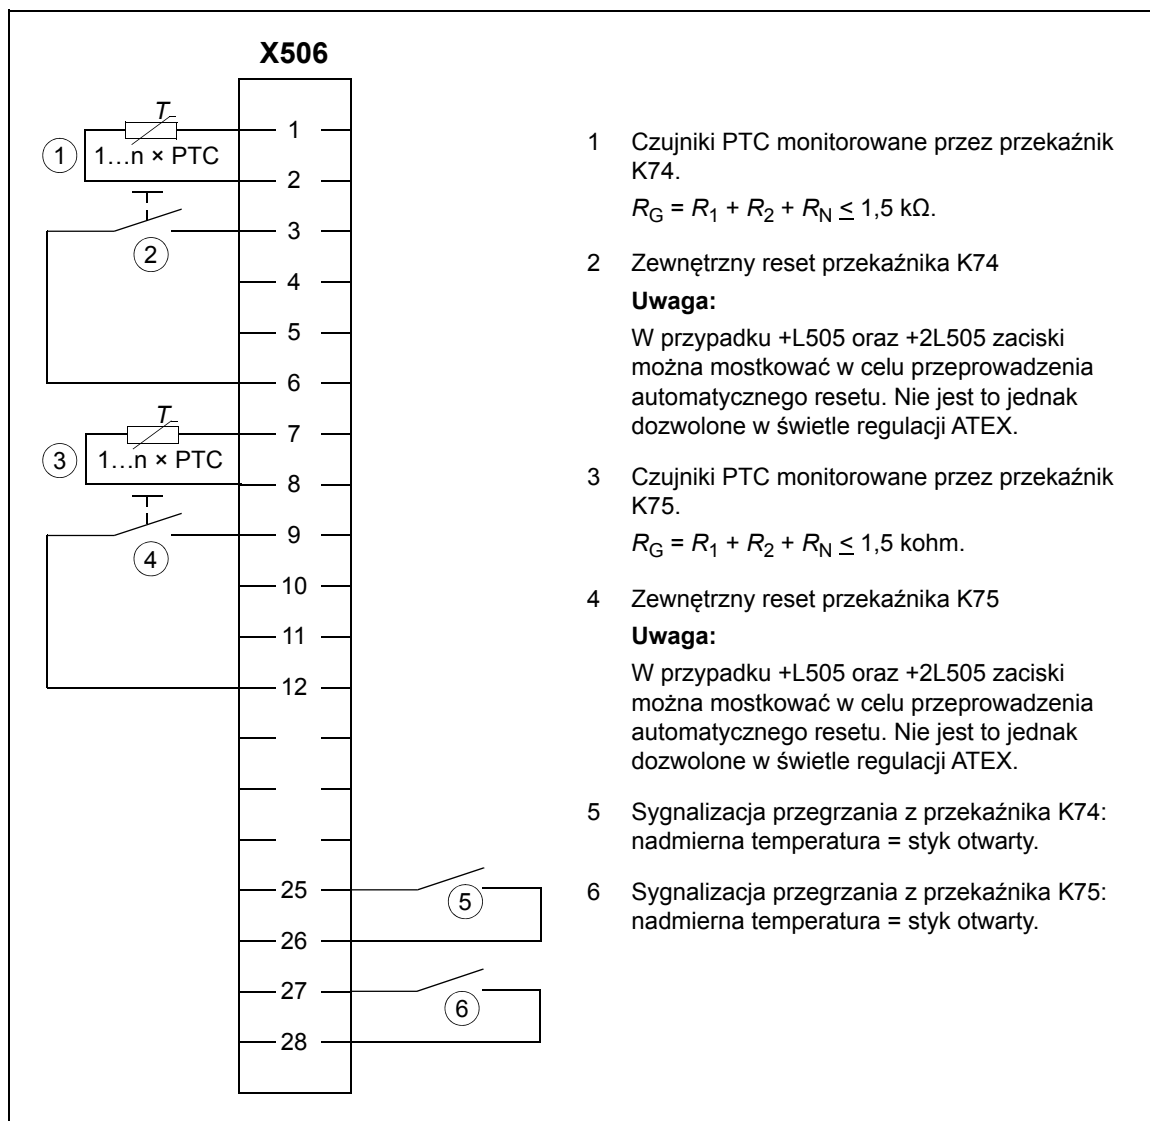 X506
T
1
1…n × PTC
1
2
3
2
4
5
6
T
7
3
1…n × PTC
8
9
4
10
11
12
25
5
26
27
6
28
1 Czujniki PTC monitorowane przez przekaźnik
K74.
RG = R1 + R2 + RN ≤ 1,5 kΩ.
2 Zewnętrzny reset przekaźnika K74
Uwaga:
W przypadku +L505 oraz +2L505 zaciski
można mostkować w celu przeprowadzenia
automatycznego resetu. Nie jest to jednak
dozwolone w świetle regulacji ATEX.
3 Czujniki PTC monitorowane przez przekaźnik
K75.
RG = R1 + R2 + RN ≤ 1,5 kohm.
4 Zewnętrzny reset przekaźnika K75
Uwaga:
W przypadku +L505 oraz +2L505 zaciski
można mostkować w celu przeprowadzenia
automatycznego resetu. Nie jest to jednak
dozwolone w świetle regulacji ATEX.
5 Sygnalizacja przegrzania z przekaźnika K74:
nadmierna temperatura = styk otwarty.
6 Sygnalizacja przegrzania z przekaźnika K75:
nadmierna temperatura = styk otwarty.